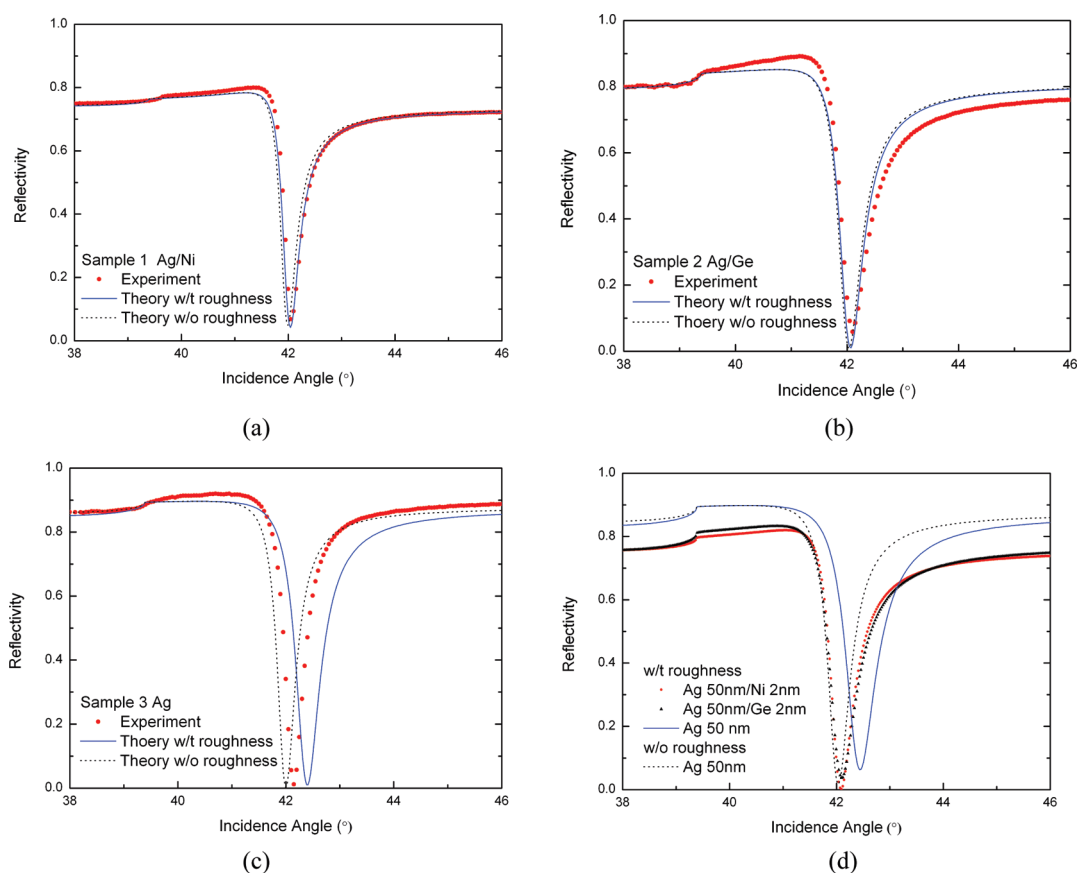 1.0
0.8
0.6
0.4
0.2
0.0
Reflectivity
Sample 1 Ag/Ni
Experiment
Theory w/t roughness
Theory w/o roughness
38 40 42 44 46
Incidence Angle (°)
(a)
1.0
0.8
0.6
0.4
0.2
0.0
Reflectivity
Sample 2 Ag/Ge
Experiment
Theory w/t roughness
Thoery w/o roughness
38 40 42 44 46
Incidence Angle (°)
(b)
1.0
0.8
0.6
0.4
0.2
0.0
Reflectivity
Sample 3 Ag
Experiment
Thoery w/t roughness
Theory w/o roughness
38 40 42 44 46
Incidence Angle (°)
(c)
1.0
0.8
0.6
0.4
0.2
0.0
Reflectivity
w/t roughness
Ag 50nm/Ni 2nm
Ag 50nm/Ge 2nm
Ag 50 nm
w/o roughness
Ag 50nm
38 40 42 44 46
Incidence Angle (°)
(d)